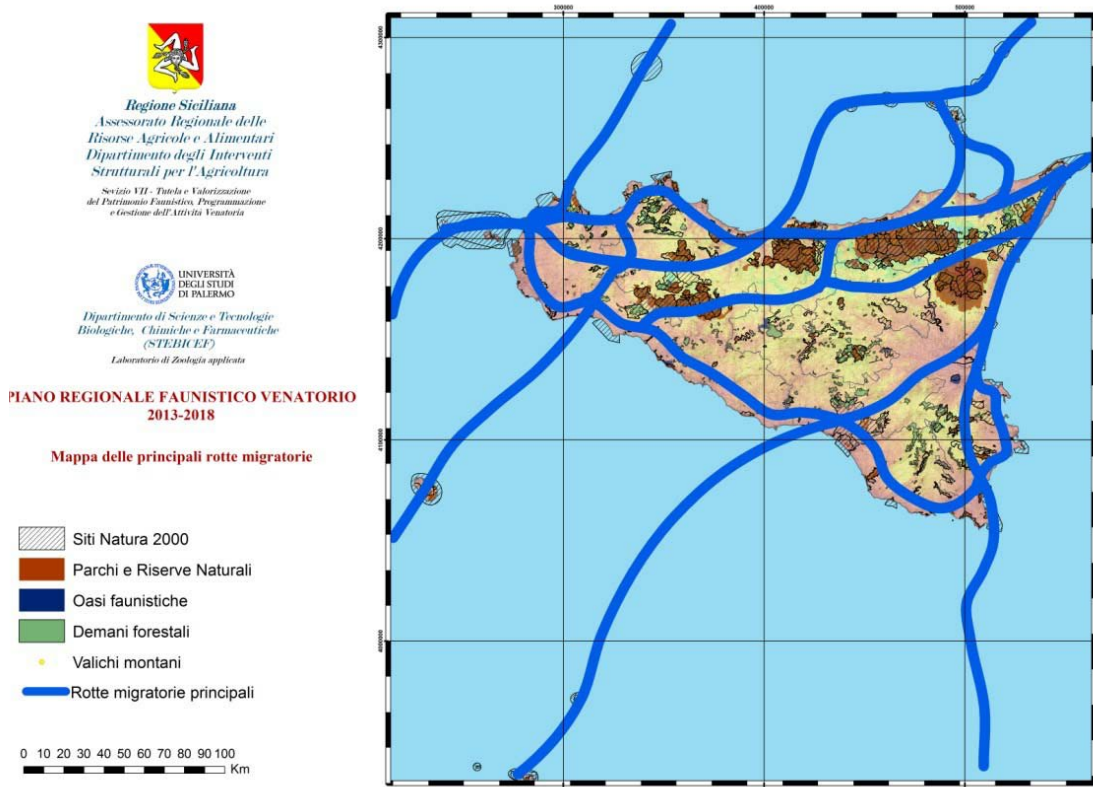 Regione Siciliana
Assessorato Regionale delle
Risorse Agricole e Alimentari
Dipartimento degli Interventi
Strutturali per l'Agricoltura
Sevizio VII - Tutela e Valorizzazione
del Patrimonio Faunistico, Programmazione
e Gestione dell'Attività Venatoria
UNIVERSITÀ
DEGLI STUDI
DI PALERMO
Dipartimento di Scienze e Tecnologie
Biologiche, Chimiche e Farmaceutiche
(STEBICEF)
Laboratorio di Zoologia applicata
PIANO REGIONALE FAUNISTICO VENATORIO
2013-2018
Mappa delle principali rotte migratorie
Siti Natura 2000
Parchi e Riserve Naturali
Oasi faunistiche
Demani forestali
Valichi montani
Rotte migratorie principali
0 10 20 30 40 50 60 70 80 90 100
Km
300000 400000 500000
4300000
4200000
4100000
4000000